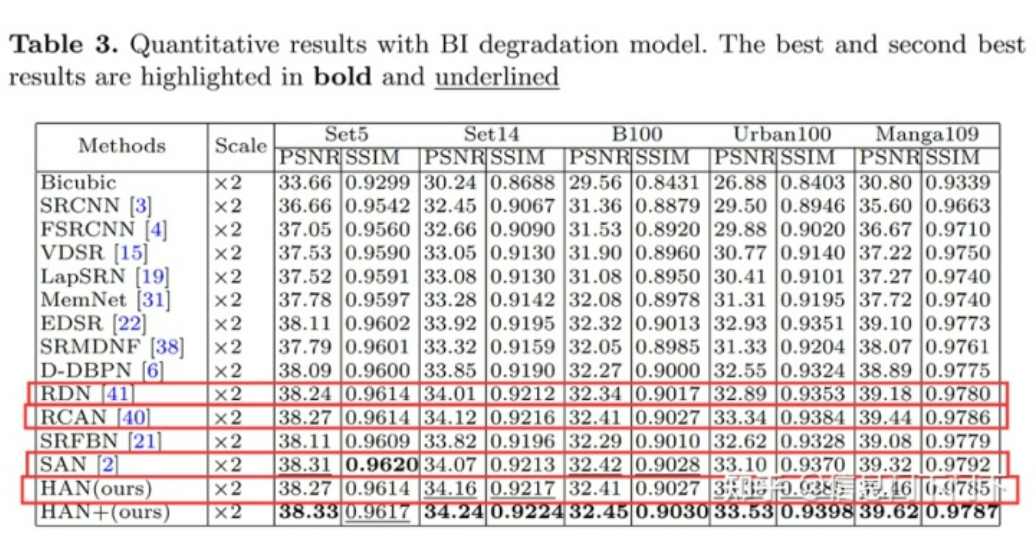 Table 3. Quantitative results with BI degradation model. The best and second best
results are highlighted in bold and underlined
Methods Scale Set5 Set14 B100 Urban100 Manga109
PSNR SSIM PSNR SSIM PSNR SSIM PSNR SSIM PSNR SSIM
Bicubic ×2 33.66 0.9299 30.24 0.8688 29.56 0.8431 26.88 0.8403 30.80 0.9339
SRCNN [3] ×2 36.66 0.9542 32.45 0.9067 31.36 0.8879 29.50 0.8946 35.60 0.9663
FSRCNN [4] ×2 37.05 0.9560 32.66 0.9090 31.53 0.8920 29.88 0.9020 36.67 0.9710
VDSR [15] ×2 37.53 0.9590 33.05 0.9130 31.90 0.8960 30.77 0.9140 37.22 0.9750
LapSRN [19] ×2 37.52 0.9591 33.08 0.9130 31.08 0.8950 30.41 0.9101 37.27 0.9740
MemNet [31] ×2 37.78 0.9597 33.28 0.9142 32.08 0.8978 31.31 0.9195 37.72 0.9740
EDSR [22] ×2 38.11 0.9602 33.92 0.9195 32.32 0.9013 32.93 0.9351 39.10 0.9773
SRMDNF [38] ×2 37.79 0.9601 33.32 0.9159 32.05 0.8985 31.33 0.9204 38.07 0.9761
D-DBPN [6] ×2 38.09 0.9600 33.85 0.9190 32.27 0.9000 32.55 0.9324 38.89 0.9775
RDN [41] ×2 38.24 0.9614 34.01 0.9212 32.34 0.9017 32.89 0.9353 39.18 0.9780
RCAN [40] ×2 38.27 0.9614 34.12 0.9216 32.41 0.9027 33.34 0.9384 39.44 0.9786
SRFBN [21] ×2 38.11 0.9609 33.82 0.9196 32.29 0.9010 32.62 0.9328 39.08 0.9779
SAN [2] ×2 38.31 0.9620 34.07 0.9213 32.42 0.9028 33.10 0.9370 39.32 0.9792
HAN(ours) ×2 38.27 0.9614 34.16 0.9217 32.41 0.9027
HAN+(ours) ×2 38.33 0.9617 34.24 0.9224 32.45 0.9030 33.53 0.9398 39.62 0.9787